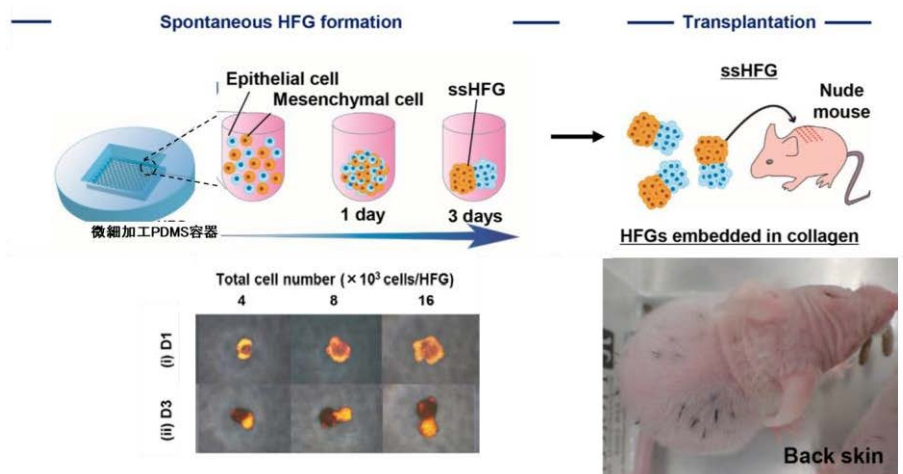 Spontaneous HFG formation
Transplantation
Epithelial cell
Mesenchymal cell
ssHFG
1 day
3 days
微細加工PDMS容器
ssHFG
Nude
mouse
HFGs embedded in collagen
Total cell number (×10³ cells/HFG)
4 8 16
(i) D1
(ii) D3
Back skin